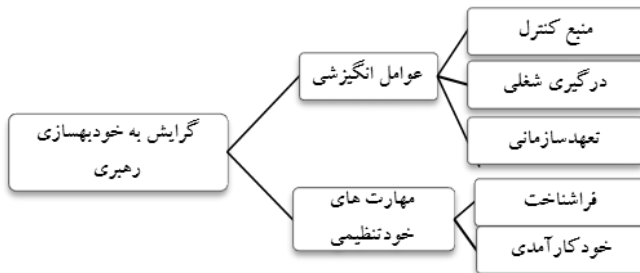 منبع کنترل
عوامل انگیزشی
درگیری شغلی
تعهدسازمانی
گرایش به خودبهسازی
رهبری
مهارت های
خودتنظیمی
فراشناخت
خودکارآمدی